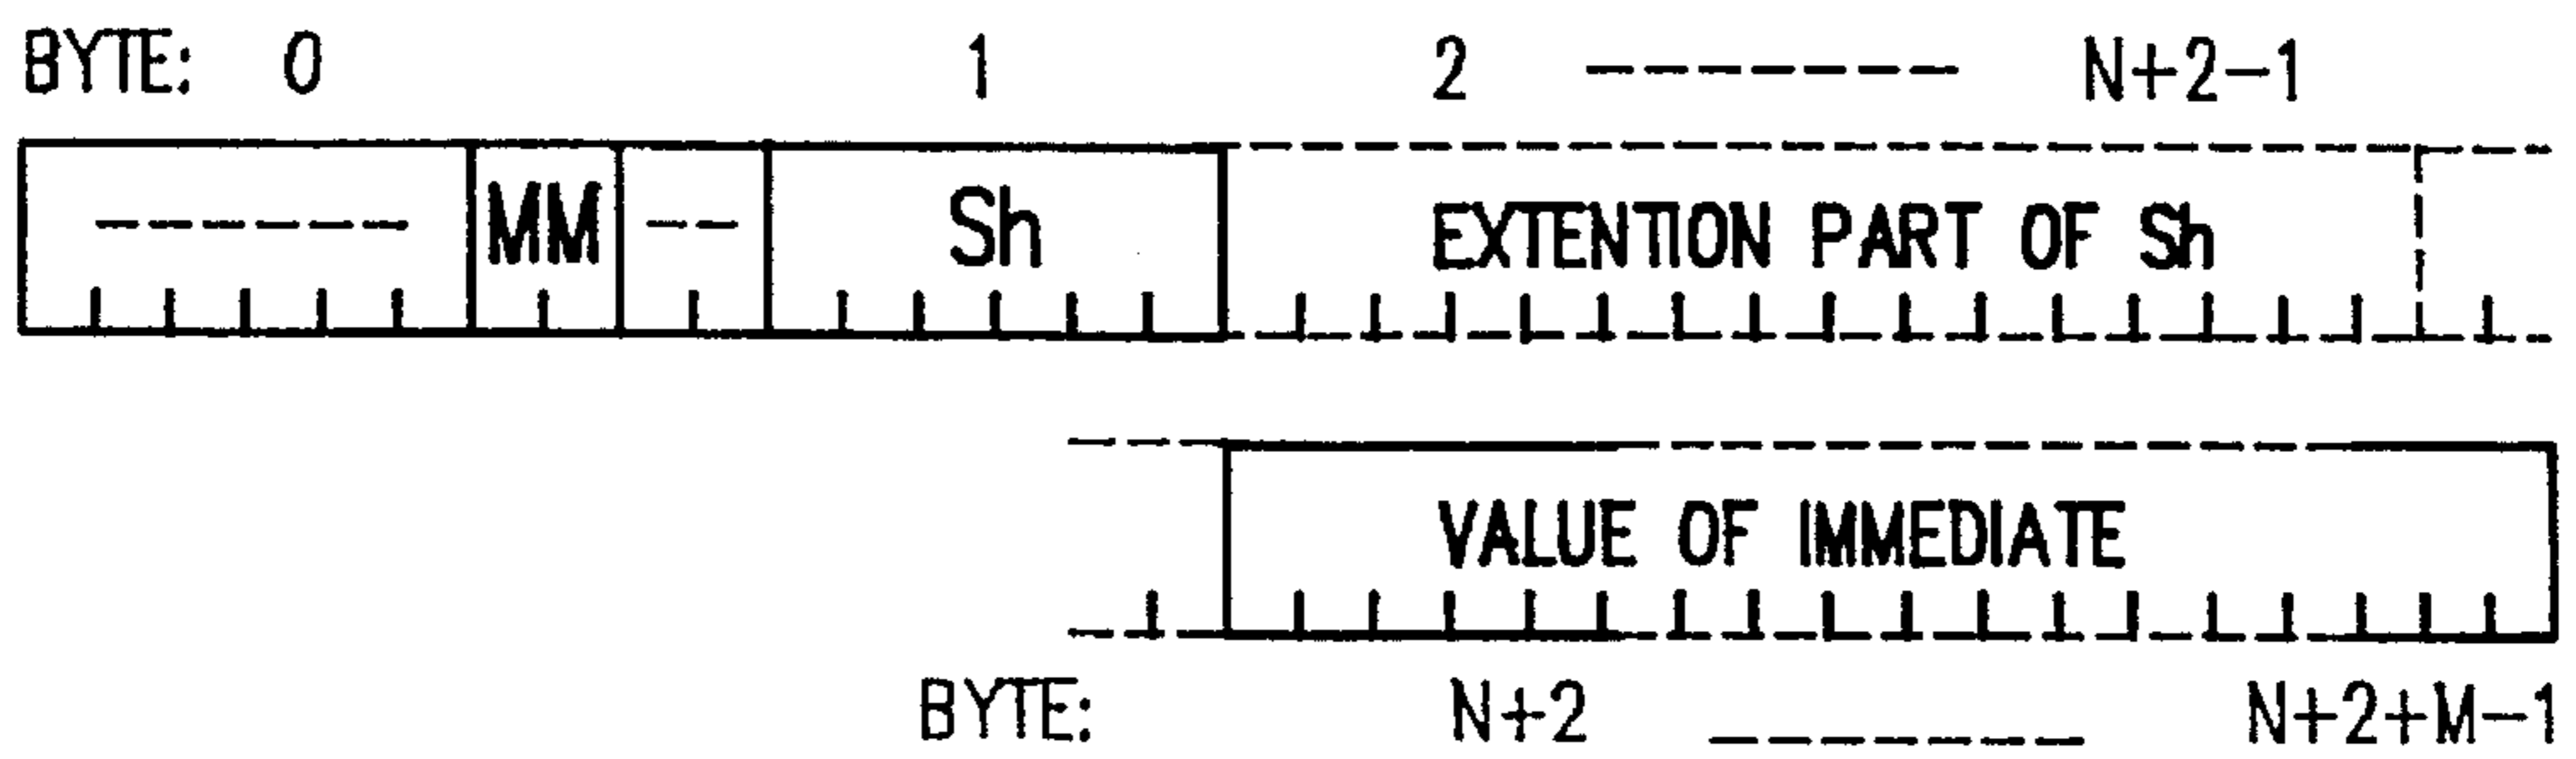 BYTE: 0 1 2 ------- N+2-1
------- MM -- Sh EXTENTION PART OF Sh
VALUE OF IMMEDIATE
BYTE: N+2 ------- N+2+M-1